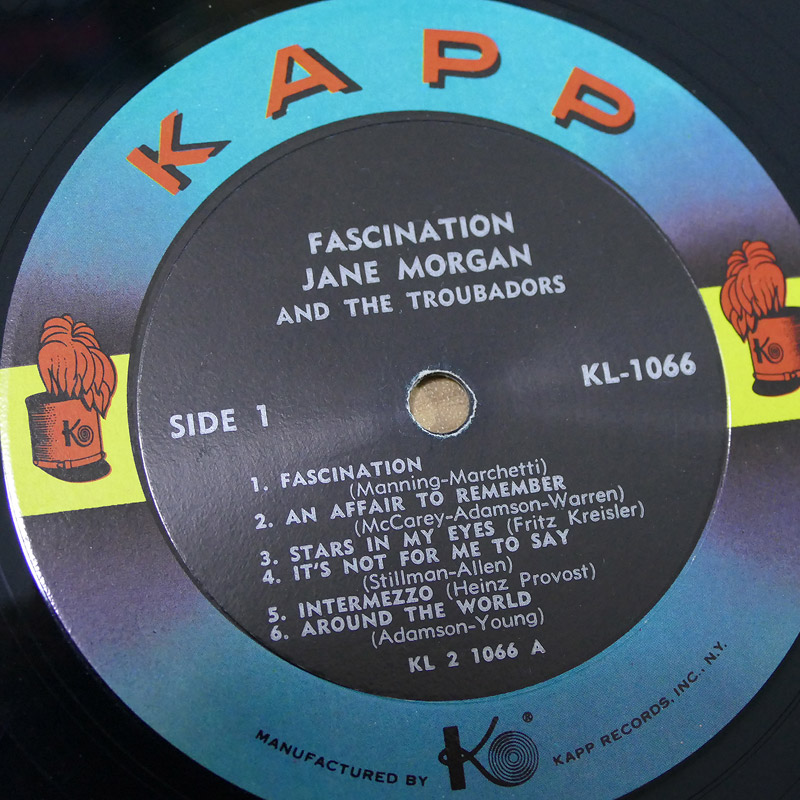 KAPP
FASCINATION
JANE MORGAN
AND THE TROUBADORS
KL-1066
SIDE 1
1. FASCINATION
(Manning-Marchetti)
2. AN AFFAIR TO REMEMBER
(McCarey-Adamson-Warren)
3. STARS IN MY EYES (Fritz Kreisler)
4. IT'S NOT FOR ME TO SAY
(Stillman-Allen)
5. INTERMEZZO (Heinz Provost)
6. AROUND THE WORLD
(Adamson-Young)
KL 2 1066 A
K
K
MANUFACTURED BY K ® KAPP RECORDS, INC., N.Y.